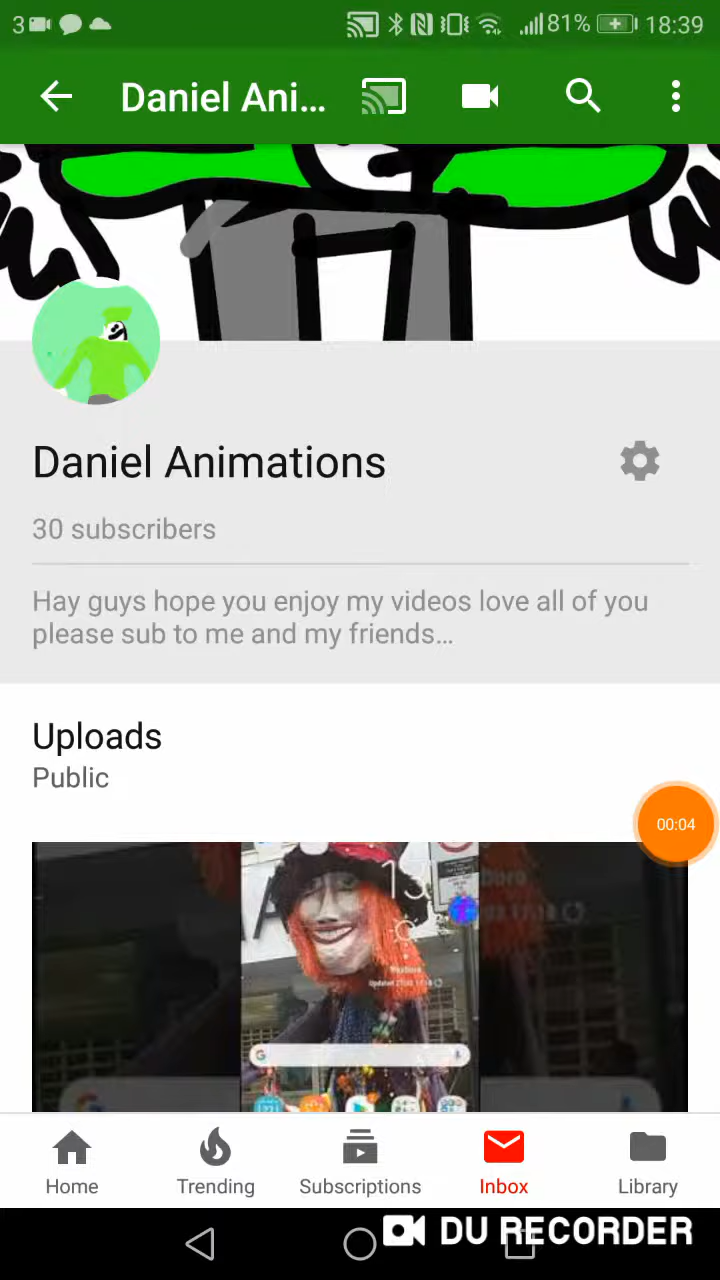 3 81% 18:39
Daniel Ani...
Daniel Animations
30 subscribers
Hay guys hope you enjoy my videos love all of you
please sub to me and my friends...
Uploads
Public
00:04
13
G
Home Trending Subscriptions Inbox Library
DU RECORDER